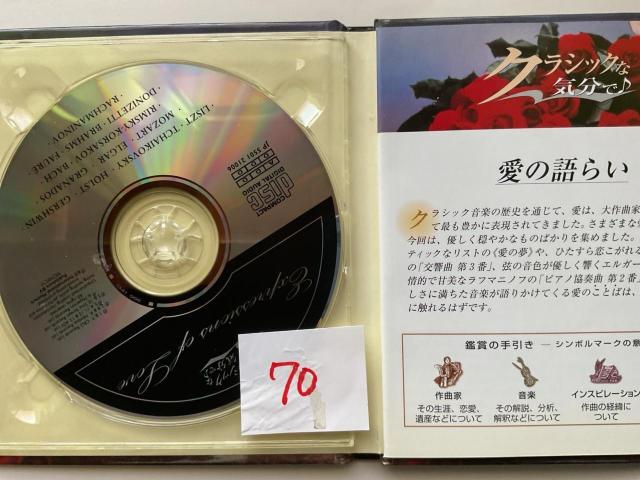 LISZT·TCHAIKOVSKY·HOLST·GERSHWIN
MOZART·ELGAR·GRANADOS
RIMSKY-KORSAKOV·BACH
DONIZETTI·BRAHMS·FAURÉ
RACHMANINOV
JP 5501 21006
ADD DDD
COMPACT
disc
DIGITAL AUDIO
Expressions of Love
70
クラシックな
気分で♪
愛の語らい
クラシック音楽の歴史を通じて、愛は、大作曲家
て最も豊かに表現されてきました。さまざまな
今回は、優しく穏やかなものばかりを集めました。
ティックなリストの《愛の夢》や、ひたすら恋こがれる
の「交響曲 第3番」、弦の音色が優しく響くエルガー
情的で甘美なラフマニノフの「ピアノ協奏曲 第2番」
しさに満ちた音楽が語りかけてくる愛のことばは、
に触れるはずです。
鑑賞の手引き ― シンボルマークの意
作曲家
その生涯、恋愛、
遺産などについて
音楽
その解説、分析、
解釈などについて
インスピレーション
作曲の経緯に
ついて